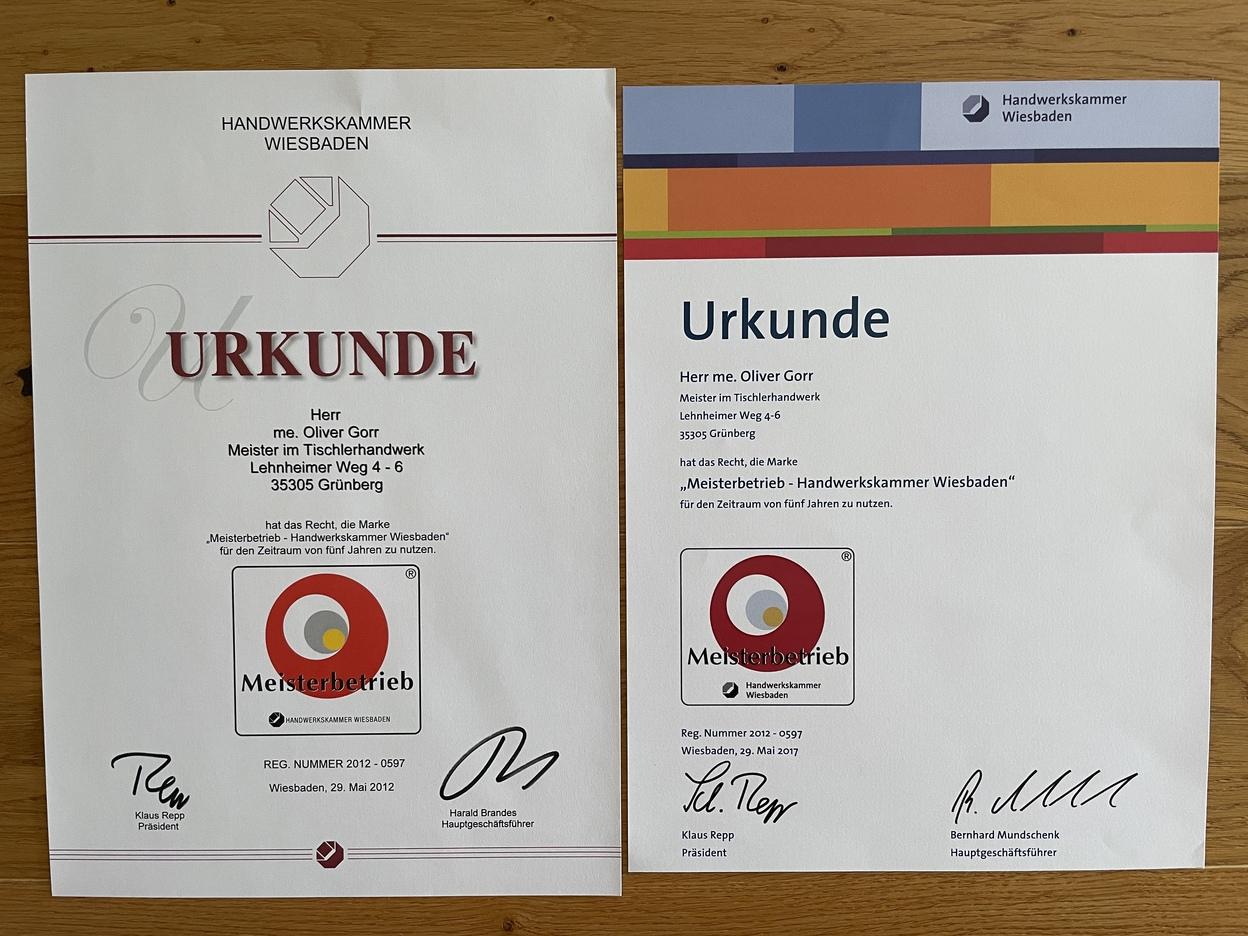 HANDWERKSKAMMER
WIESBADEN
URKUNDE
Herr
me. Oliver Gorr
Meister im Tischlerhandwerk
Lehnheimer Weg 4 - 6
35305 Grünberg
hat das Recht, die Marke
„Meisterbetrieb - Handwerkskammer Wiesbaden"
für den Zeitraum von fünf Jahren zu nutzen.
®
Meisterbetrieb
HANDWERKSKAMMER WIESBADEN
REG. NUMMER 2012 - 0597
Wiesbaden, 29. Mai 2012
Klaus Repp
Präsident
Harald Brandes
Hauptgeschäftsführer
Handwerkskammer
Wiesbaden
Urkunde
Herr me. Oliver Gorr
Meister im Tischlerhandwerk
Lehnheimer Weg 4-6
35305 Grünberg
hat das Recht, die Marke
„Meisterbetrieb - Handwerkskammer Wiesbaden“
für den Zeitraum von fünf Jahren zu nutzen.
®
Meisterbetrieb
Handwerkskammer
Wiesbaden
Reg. Nummer 2012 - 0597
Wiesbaden, 29. Mai 2017
Klaus Repp
Präsident
Bernhard Mundschenk
Hauptgeschäftsführer